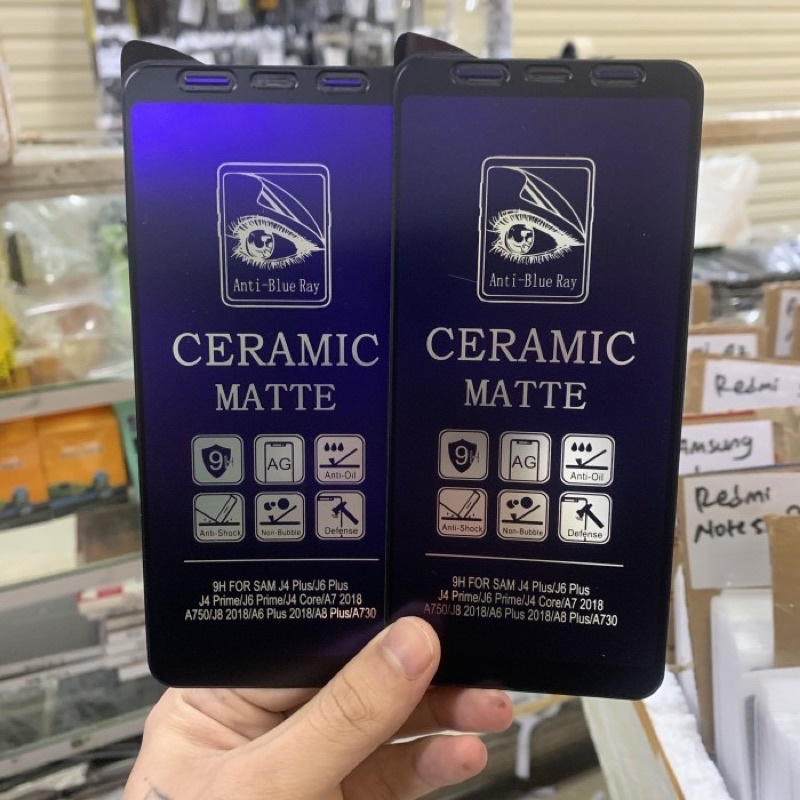 Anti-Blue Ray
CERAMIC
MATTE
9H
AG
Anti-Oil
Anti-Shock
Non-Bubble
Defense
9H FOR SAM J4 Plus/J6 Plus
J4 Prime/J6 Prime/J4 Core/A7 2018
A750/J8 2018/A6 Plus 2018/A8 Plus/A730
Anti-Blue Ray
CERAMIC
MATTE
9H
AG
Anti-Oil
Anti-Shock
Non-Bubble
Defense
9H FOR SAM J4 Plus/J6 Plus
J4 Prime/J6 Prime/J4 Core/A7 2018
A750/J8 2018/A6 Plus 2018/A8 Plus/A730
Redmi
amsung
Redmi
Note 5